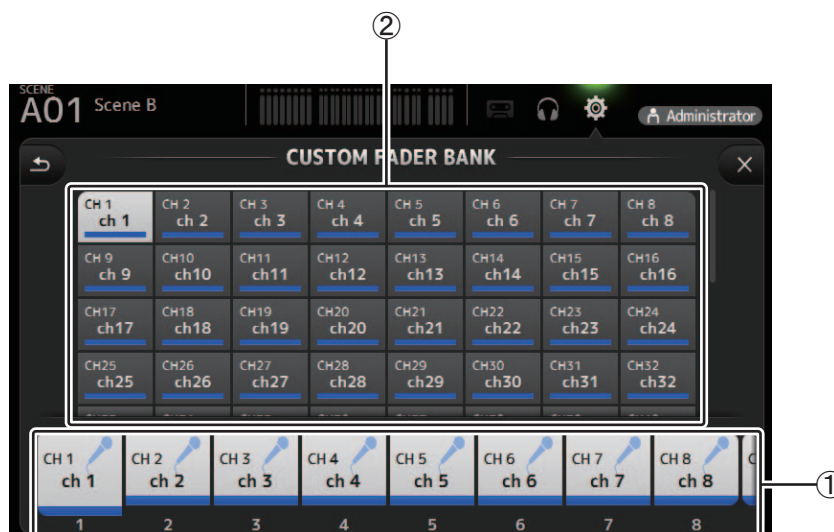 ②
SCENE
A01 Scene B
Administrator
CUSTOM FADER BANK
CH 1 CH 2 CH 3 CH 4 CH 5 CH 6 CH 7 CH 8
ch 1 ch 2 ch 3 ch 4 ch 5 ch 6 ch 7 ch 8
CH 9 CH10 CH11 CH12 CH13 CH14 CH15 CH16
ch 9 ch10 ch11 ch12 ch13 ch14 ch15 ch16
CH17 CH18 CH19 CH20 CH21 CH22 CH23 CH24
ch17 ch18 ch19 ch20 ch21 ch22 ch23 ch24
CH25 CH26 CH27 CH28 CH29 CH30 CH31 CH32
ch25 ch26 ch27 ch28 ch29 ch30 ch31 ch32
CH 1 CH 2 CH 3 CH 4 CH 5 CH 6 CH 7 CH 8
ch 1 ch 2 ch 3 ch 4 ch 5 ch 6 ch 7 ch 8
①
1 2 3 4 5 6 7 8